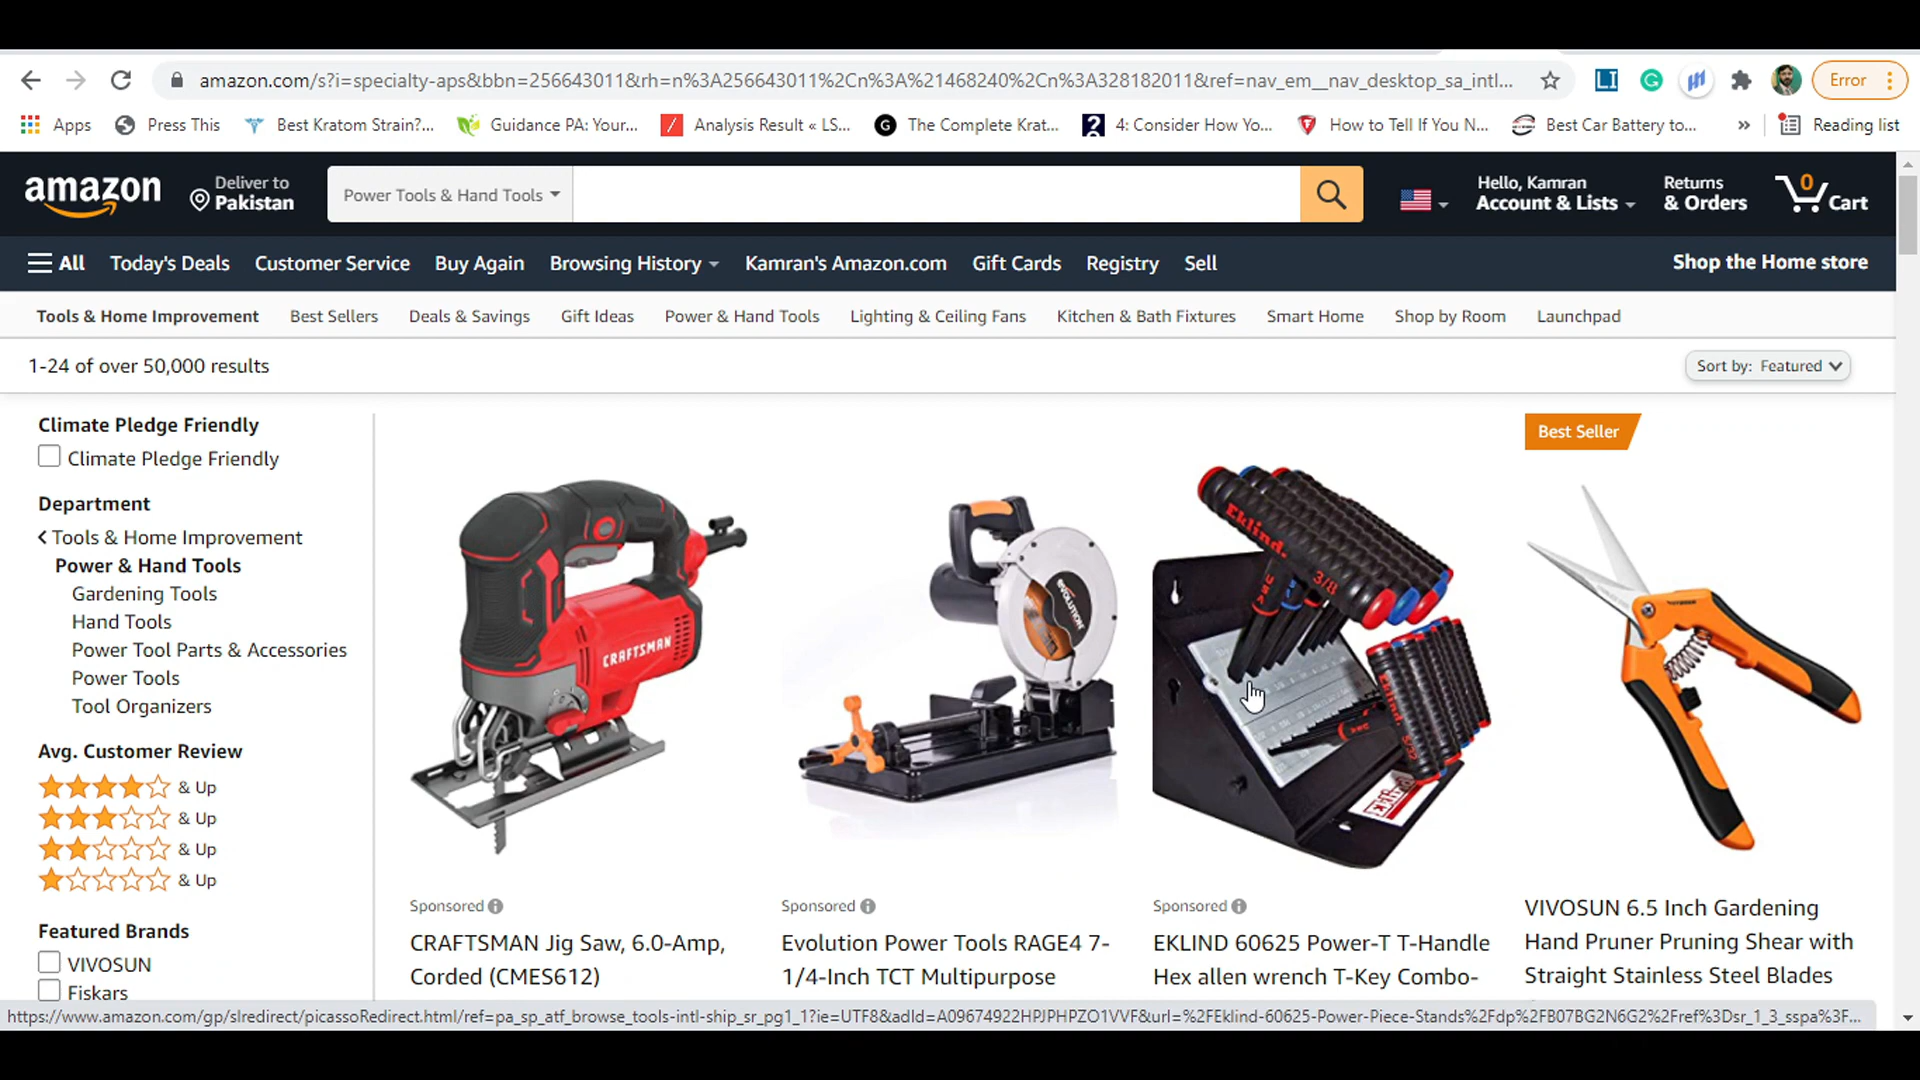 amazon.com/s?i=specialty-aps&bbn=256643011&rh=n%3A256643011%2Cn%3A%21468240%2Cn%3A328182011&ref=nav_em__nav_desktop_sa_intl...
Error
Apps
Press This
Best Kratom Strain?...
Guidance PA: Your...
Analysis Result « LS...
The Complete Krat...
4: Consider How Yo...
How to Tell If You N...
Best Car Battery to...
»
Reading list
amazon
Deliver to
Pakistan
Power Tools & Hand Tools
Hello, Kamran
Account & Lists
Returns
& Orders
0
Cart
All
Today's Deals
Customer Service
Buy Again
Browsing History
Kamran's Amazon.com
Gift Cards
Registry
Sell
Shop the Home store
Tools & Home Improvement
Best Sellers
Deals & Savings
Gift Ideas
Power & Hand Tools
Lighting & Ceiling Fans
Kitchen & Bath Fixtures
Smart Home
Shop by Room
Launchpad
1-24 of over 50,000 results
Sort by: Featured
Climate Pledge Friendly
Climate Pledge Friendly
Department
Tools & Home Improvement
Power & Hand Tools
Gardening Tools
Hand Tools
Power Tool Parts & Accessories
Power Tools
Tool Organizers
Avg. Customer Review
& Up
& Up
& Up
& Up
Featured Brands
VIVOSUN
Fiskars
CRAFTSMAN
Sponsored
CRAFTSMAN Jig Saw, 6.0-Amp,
Corded (CMES612)
EVOLUTION
Sponsored
Evolution Power Tools RAGE4 7-
1/4-Inch TCT Multipurpose
Eklind.
3/8
USA
Eklind.
5/32
Sponsored
EKLIND 60625 Power-T T-Handle
Hex allen wrench T-Key Combo-
Best Seller
VIVOSUN 6.5 Inch Gardening
Hand Pruner Pruning Shear with
Straight Stainless Steel Blades
https://www.amazon.com/gp/slredirect/picassoRedirect.html/ref=pa_sp_atf_browse_tools-intl-ship_sr_pg1_1?ie=UTF8&adId=A09674922HPJPHPZO1VVF&url=%2FEklind-60625-Power-Piece-Stands%2Fdp%2FB07BG2N6G2%2Fref%3Dsr_1_3_sspa%3F...